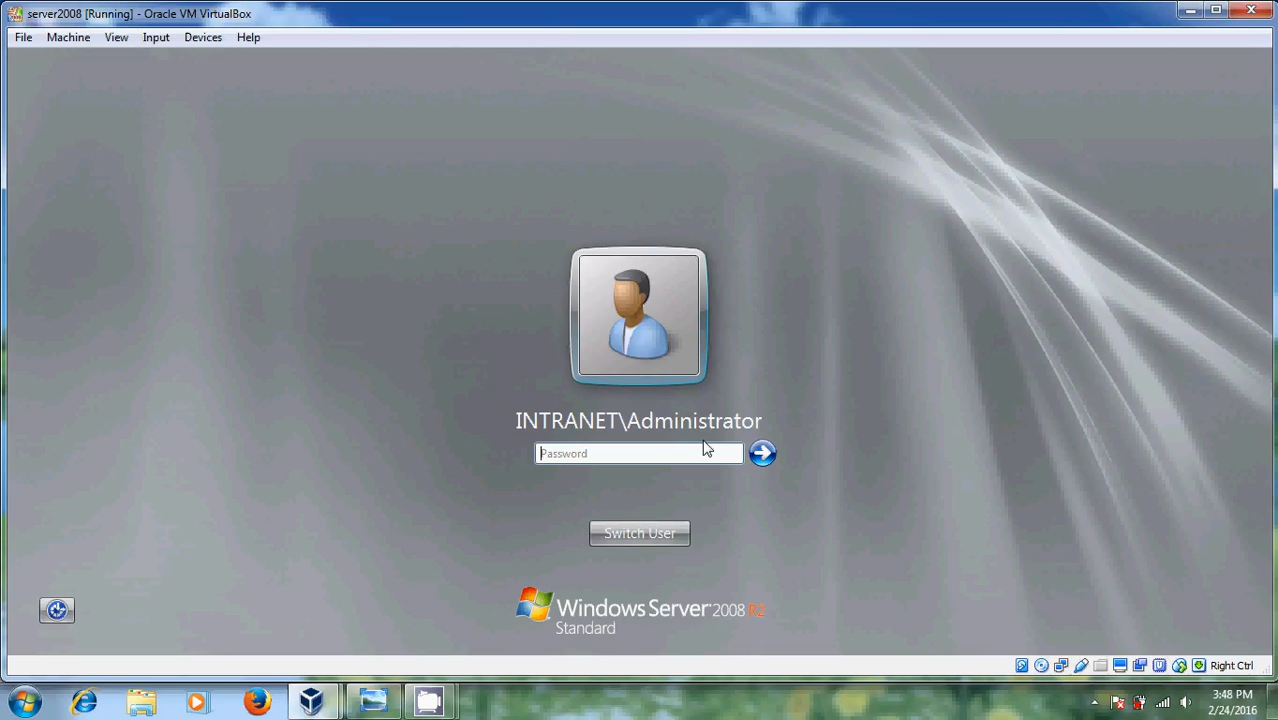 server2008 [Running] - Oracle VM VirtualBox
File Machine View Input Devices Help
INTRANET\Administrator
Password
Switch User
Windows Server 2008 R2
Standard
Right Ctrl
3:48 PM
2/24/2016